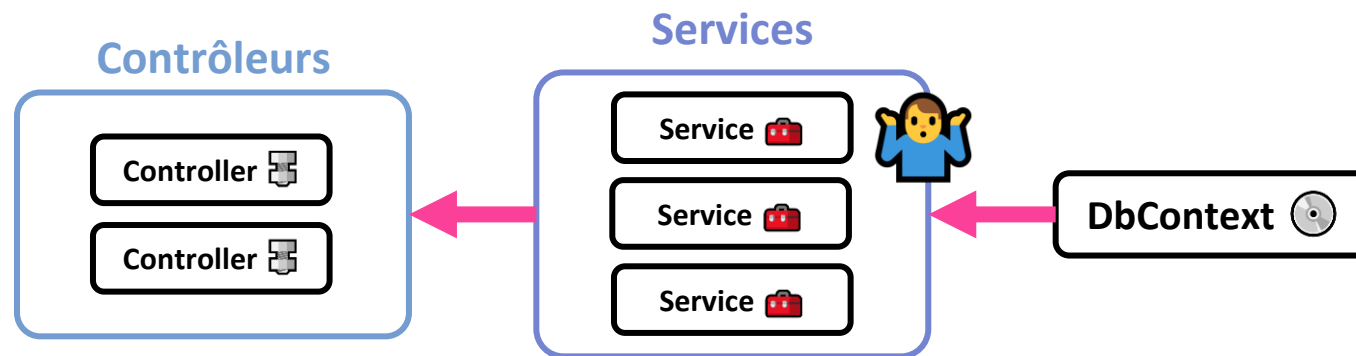 Services
Contrôleurs
Service
Controller
Service
DbContext
Controller
Service